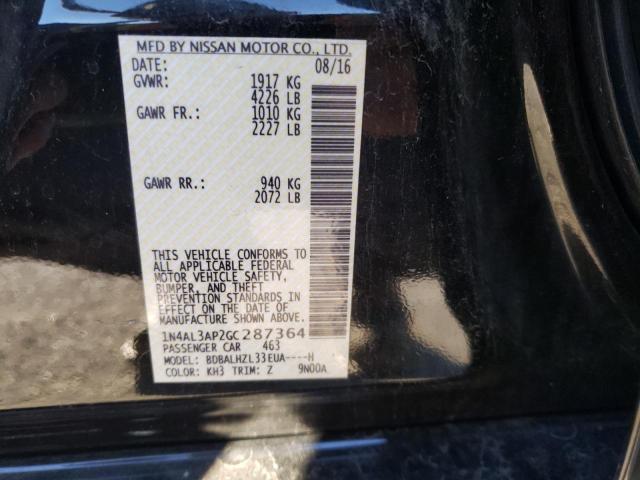 MFD BY NISSAN MOTOR CO., LTD.
DATE: 08/16
GVWR: 1917 KG
4226 LB
GAWR FR.: 1010 KG
2227 LB
GAWR RR.: 940 KG
2072 LB
THIS VEHICLE CONFORMS TO
ALL APPLICABLE FEDERAL
MOTOR VEHICLE SAFETY,
BUMPER, AND THEFT
PREVENTION STANDARDS IN
EFFECT ON THE DATE OF
MANUFACTURE SHOWN ABOVE.
1N4AL3AP2GC287364
PASSENGER CAR 463
MODEL: BDBALHZL33EUA----H
COLOR: KH3 TRIM: Z 9N00A